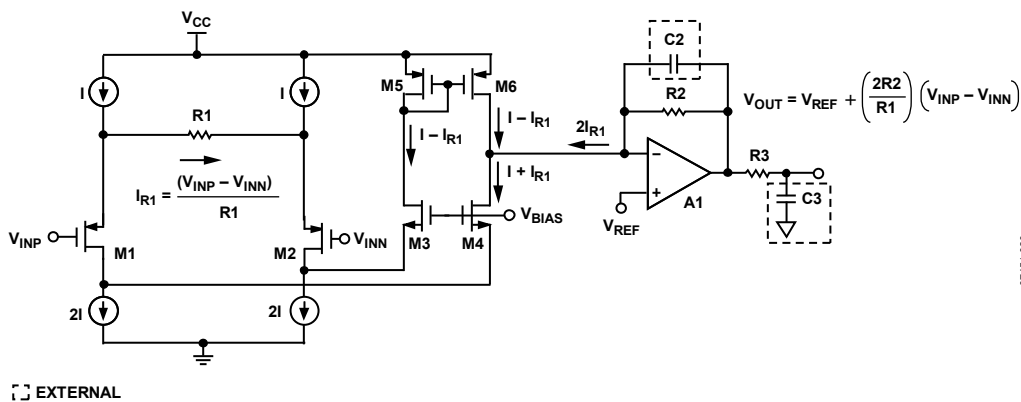 VCC
I
I
R1
IR1 = (VINP – VINN) / R1
VINP
M1
M2
VINN
2I
2I
M5
M6
I – IR1
I – IR1
I + IR1
M3
M4
VBIAS
2IR1
C2
R2
–
+
A1
VREF
R3
C3
VOUT = VREF + (2R2 / R1) (VINP – VINN)
EXTERNAL